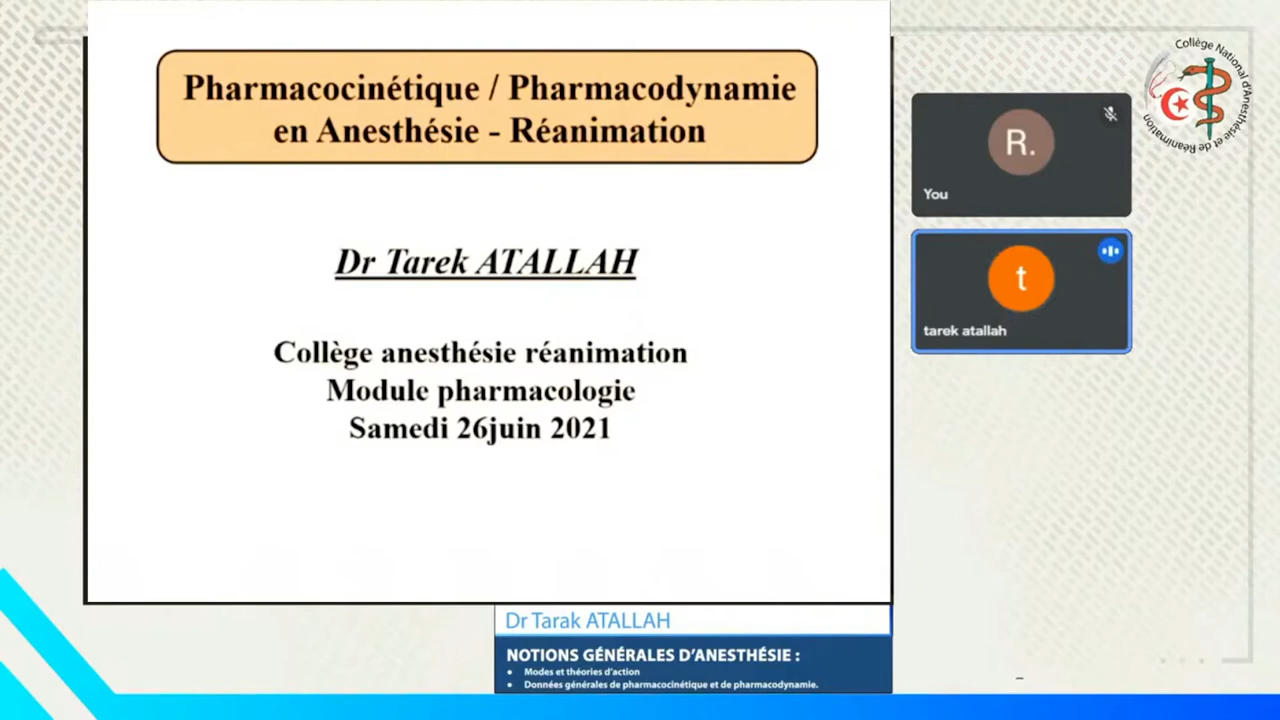 Pharmacocinétique / Pharmacodynamie
en Anesthésie - Réanimation
Dr Tarek ATALLAH
Collège anesthésie réanimation
Module pharmacologie
Samedi 26juin 2021
R.
You
t
tarek atallah
Collège National d'Anesthésie et de Réanimation
Dr Tarak ATALLAH
NOTIONS GÉNÉRALES D'ANESTHÉSIE :
• Modes et théories d'action
• Données générales de pharmacocinétique et de pharmacodynamie.